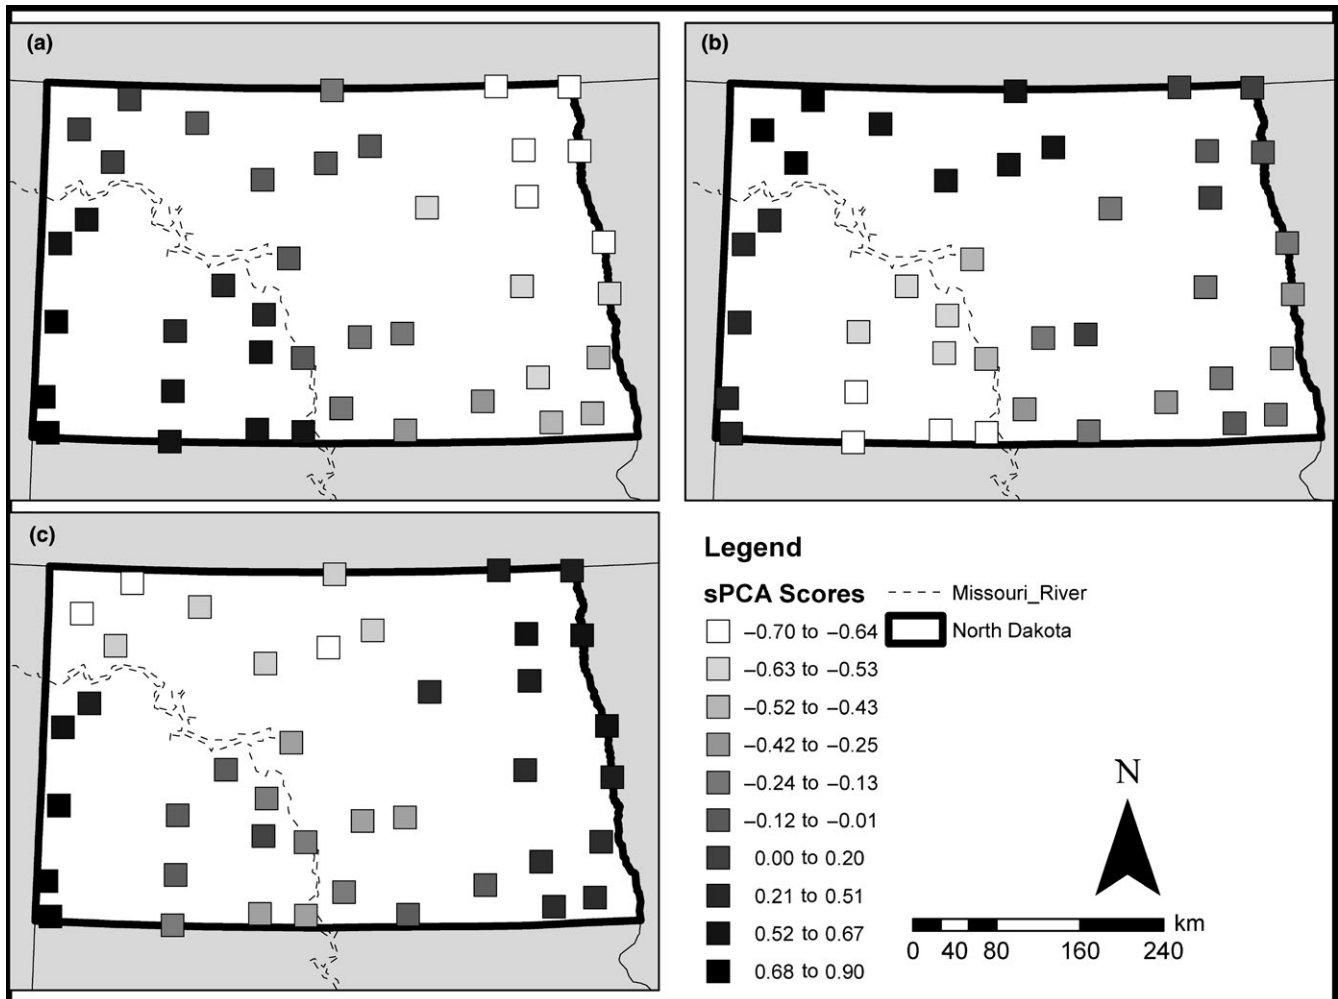 (a)
(b)
(c)
Legend
sPCA Scores
−0.70 to −0.64
−0.63 to −0.53
−0.52 to −0.43
−0.42 to −0.25
−0.24 to −0.13
−0.12 to −0.01
0.00 to 0.20
0.21 to 0.51
0.52 to 0.67
0.68 to 0.90
Missouri_River
North Dakota
N
km
0 40 80 160 240